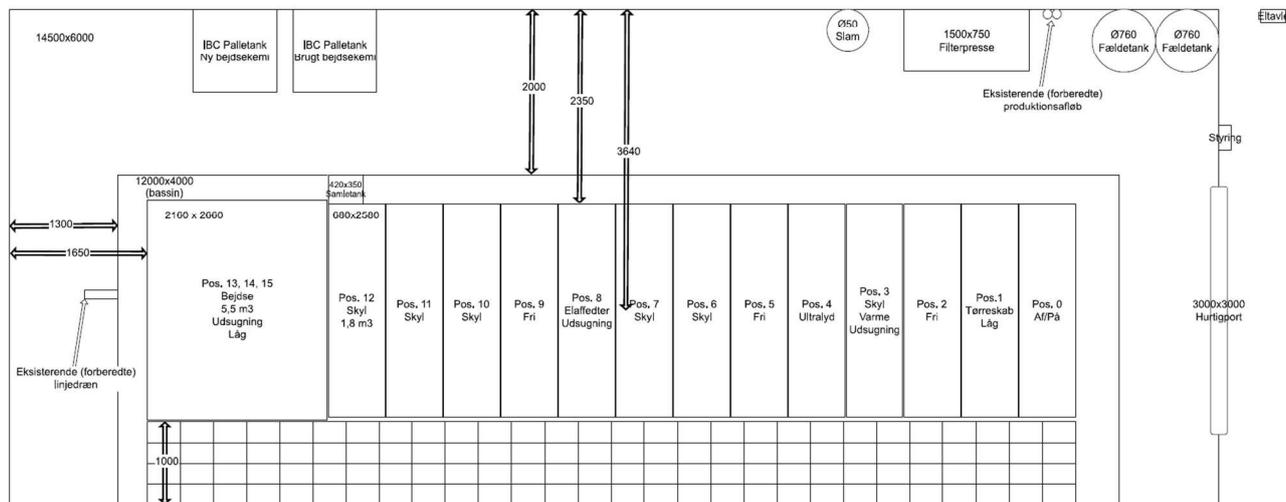 14500x6000
IBC Palletank
Ny bejdsekemi
IBC Palletank
Brugt bejdsekemi
Ø50
Slam
1500x750
Filterpresse
Ø760
Fældetank
Ø760
Fældetank
Eltavle
2000
2350
3640
Eksisterende (forberedte)
produktionsafløb
Styring
12000x4000
(bassin)
420x350
Samletank
1300
1650
2160 x 2660
680x2580
Pos. 13, 14, 15
Bejdse
5,5 m3
Udsugning
Låg
Pos. 12
Skyl
1,8 m3
Pos. 11
Skyl
Pos. 10
Skyl
Pos. 9
Fri
Pos. 8
Elaffedter
Udsugning
Pos. 7
Skyl
Pos. 6
Skyl
Pos. 5
Fri
Pos. 4
Ultralyd
Pos. 3
Skyl
Varme
Udsugning
Pos. 2
Fri
Pos.1
Tørreskab
Låg
Pos. 0
Af/På
3000x3000
Hurtigport
Eksisterende (forberedte)
linjedræn
1000